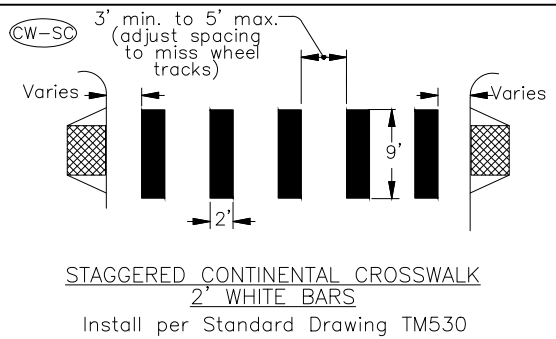 CW-SC
3' min. to 5' max.
(adjust spacing
to miss wheel
tracks)
Varies
Varies
9'
2'
STAGGERED CONTINENTAL CROSSWALK
2' WHITE BARS
Install per Standard Drawing TM530